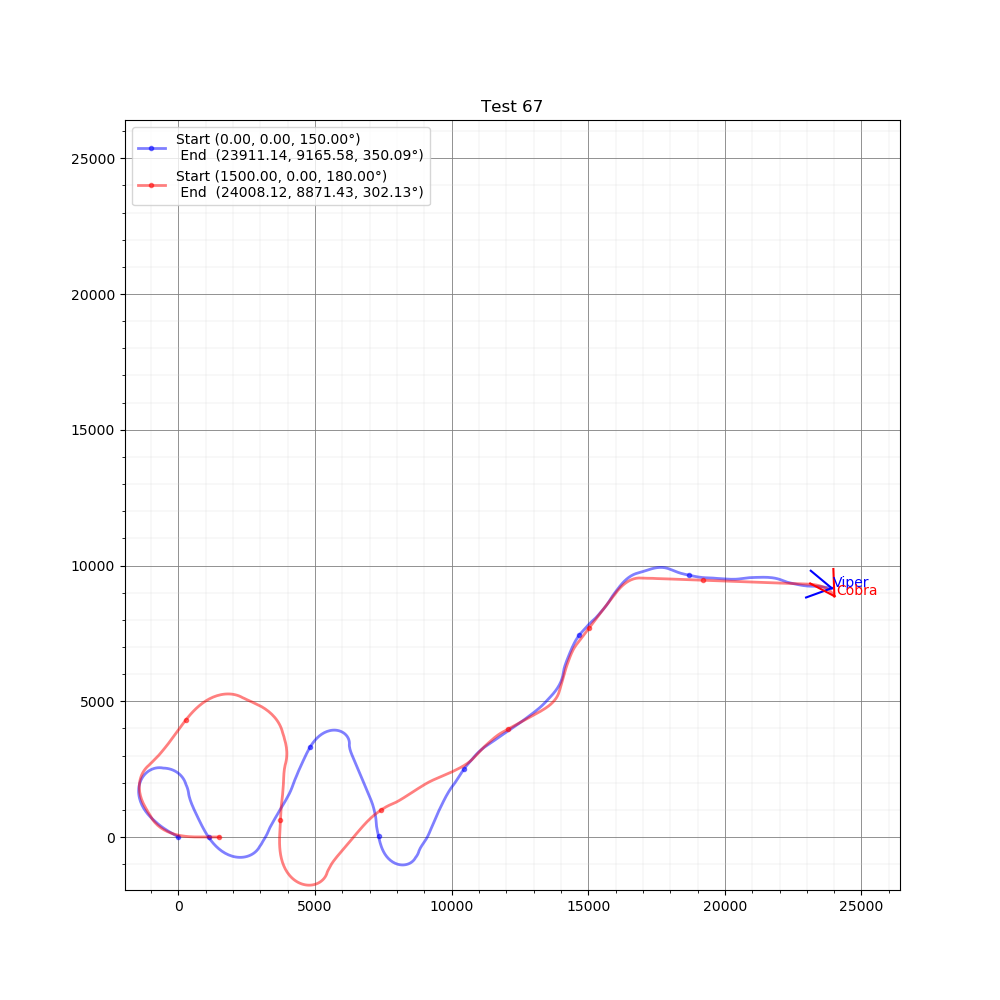 Test 67
Start (0.00, 0.00, 150.00°)
End (23911.14, 9165.58, 350.09°)
Start (1500.00, 0.00, 180.00°)
End (24008.12, 8871.43, 302.13°)
25000
20000
15000
10000
5000
0
Viper
Cobra
0
5000
10000
15000
20000
25000